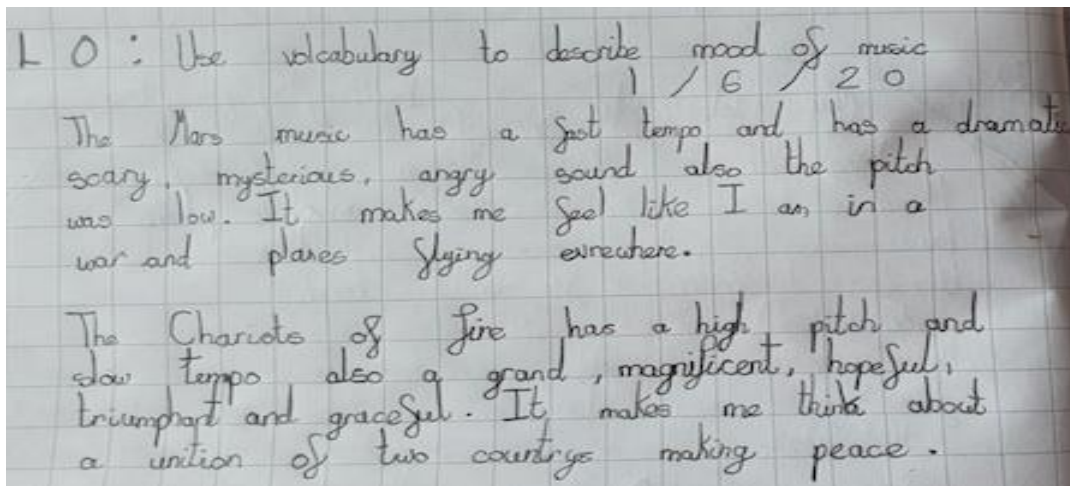 L O : Use volcabulary to describe mood of music
1 / 6 / 20
The Mars music has a fast tempo and has a dramatic
scary, mysterious, angry sound also the pitch
was low. It makes me feel like I am in a
war and planes flying evrewhere.
The Chariots of fire has a high pitch and
slow tempo also a grand, magnificent, hopeful,
triumphant and graceful. It makes me think about
a unition of two countrys making peace.